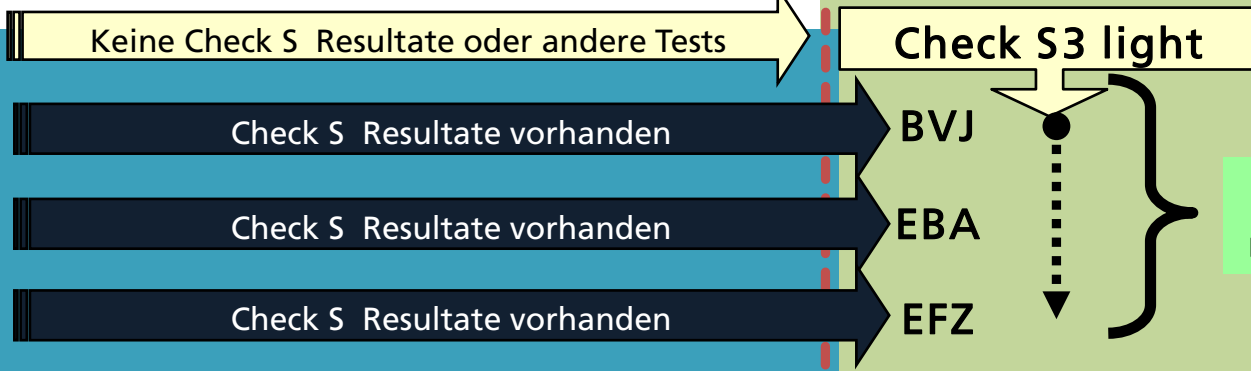 Keine Check S Resultate oder andere Tests
Check S3 light
Check S Resultate vorhanden
BVJ
Check S Resultate vorhanden
EBA
Check S Resultate vorhanden
EFZ